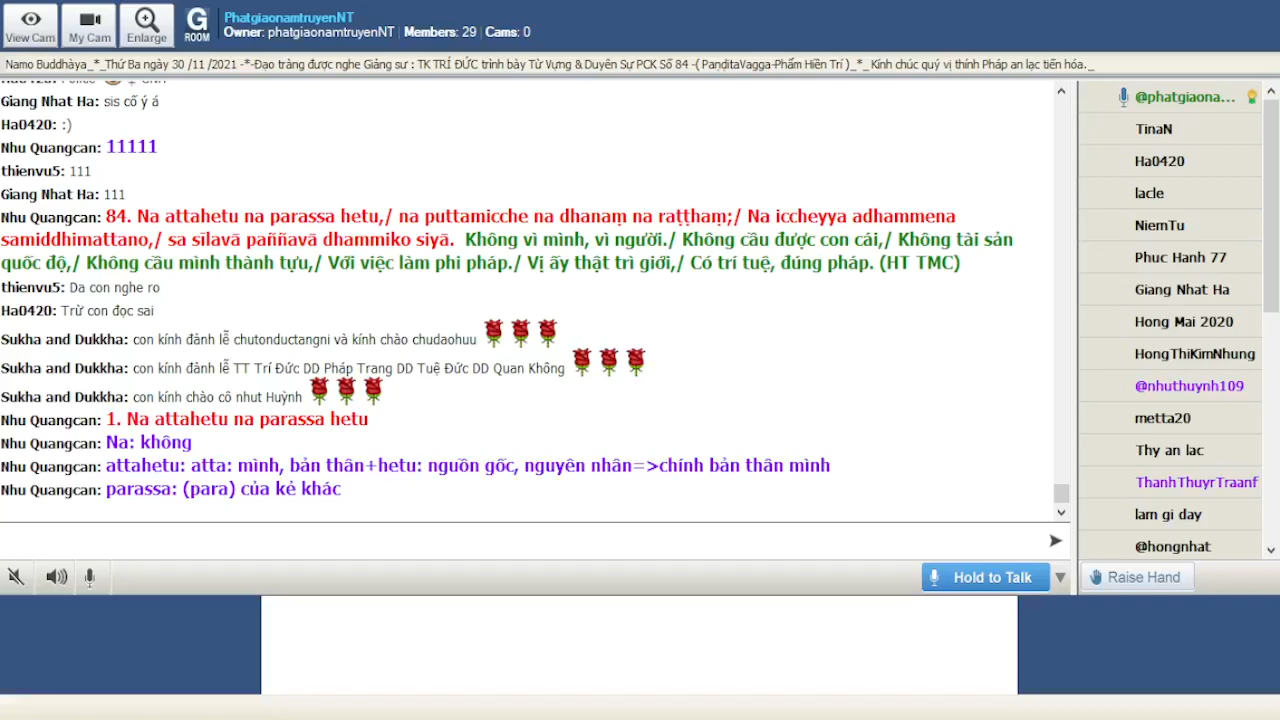 View Cam
My Cam
Enlarge
G
ROOM
PhatgiaonamtruyenNT
Owner: phatgiaonamtruyenNT | Members: 29 | Cams: 0
Namo Buddhàya_*_Thứ Ba ngày 30 /11 /2021 -*-Đạo tràng được nghe Giảng sư : TK TRÍ ĐỨC trình bày Từ Vựng & Duyên Sự PCK Số 84 -( PaṇḍitaVagga-Phẩm Hiền Trí )_*_ Kính chúc quý vị thính Pháp an lạc tiến hóa._
Giang Nhat Ha: sis cố ý á
Ha0420: :)
Nhu Quangcan: 11111
thienvu5: 111
Giang Nhat Ha: 111
Nhu Quangcan: 84. Na attahetu na parassa hetu,/ na puttamicche na dhanaṃ na raṭṭhaṃ;/ Na iccheyya adhammena
samiddhimattano,/ sa sīlavā paññavā dhammiko siyā. Không vì mình, vì người./ Không cầu được con cái,/ Không tài sản
quốc độ,/ Không cầu mình thành tựu,/ Với việc làm phi pháp./ Vị ấy thật trì giới,/ Có trí tuệ, đúng pháp. (HT TMC)
thienvu5: Da con nghe ro
Ha0420: Trừ con đọc sai
Sukha and Dukkha: con kính đảnh lễ chutonductangni và kính chào chudaohuu
Sukha and Dukkha: con kính đảnh lễ TT Trí Đức DD Pháp Trang DD Tuệ Đức DD Quan Không
Sukha and Dukkha: con kính chào cô nhut Huỳnh
Nhu Quangcan: 1. Na attahetu na parassa hetu
Nhu Quangcan: Na: không
Nhu Quangcan: attahetu: atta: mình, bản thân+hetu: nguồn gốc, nguyên nhân=>chính bản thân mình
Nhu Quangcan: parassa: (para) của kẻ khác
Hold to Talk
@phatgiaona...
TinaN
Ha0420
lacle
NiemTu
Phuc Hanh 77
Giang Nhat Ha
Hong Mai 2020
HongThiKimNhung
@nhuthuynh109
metta20
Thy an lac
ThanhThuyrTraanf
lam gi day
@hongnhat
Raise Hand